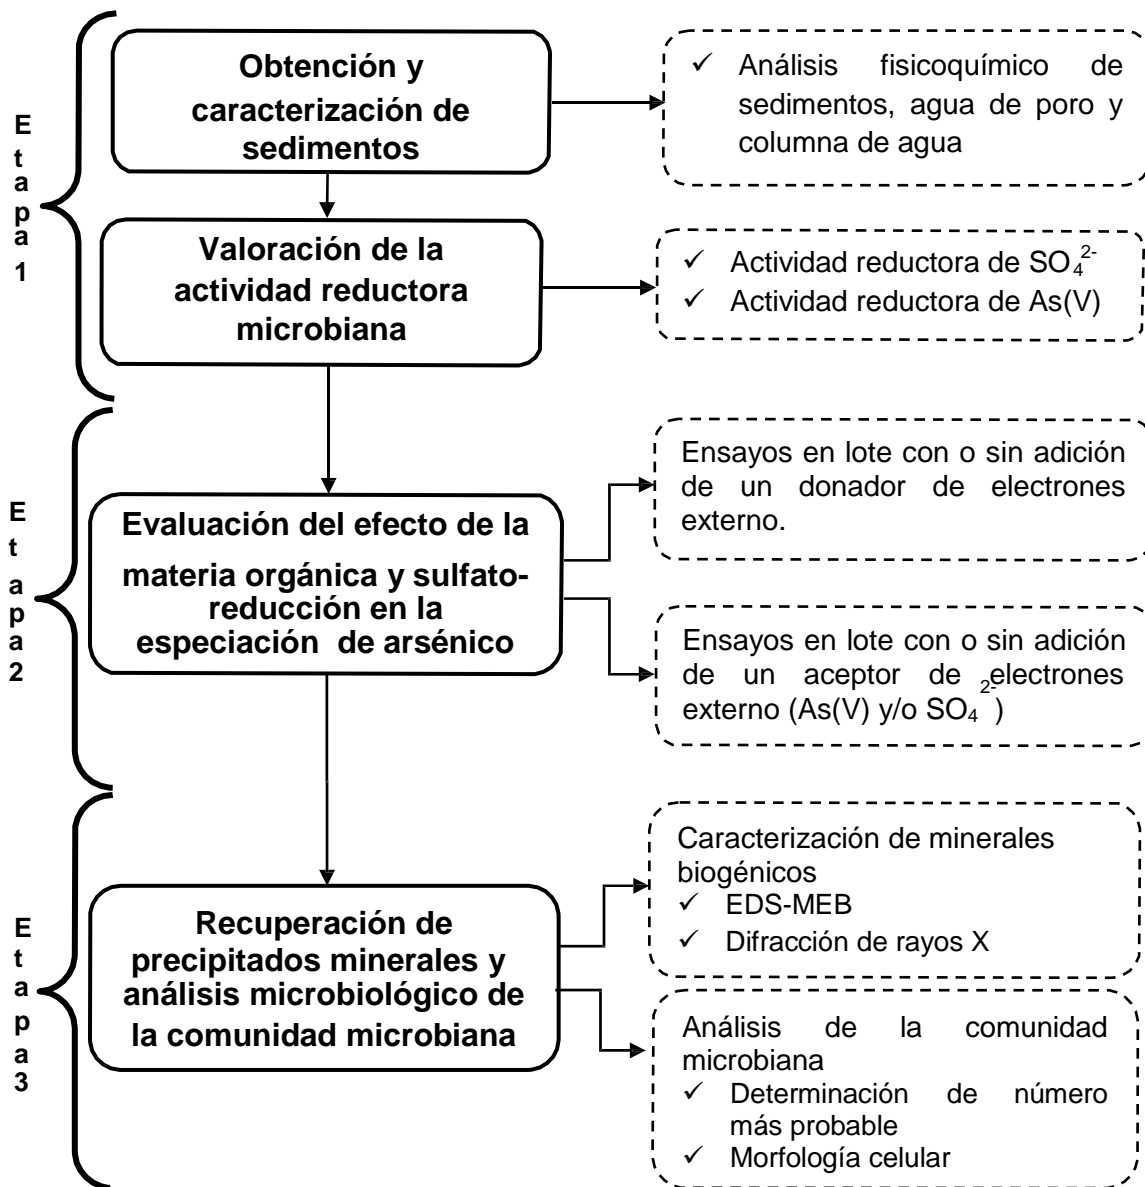 Etapa 1
Obtención y
caracterización de
sedimentos
✓ Análisis fisicoquímico de
sedimentos, agua de poro y
columna de agua
Valoración de la
actividad reductora
microbiana
✓ Actividad reductora de SO₄²⁻
✓ Actividad reductora de As(V)
Etapa 2
Evaluación del efecto de la
materia orgánica y sulfato-
reducción en la
especiación de arsénico
Ensayos en lote con o sin adición
de un donador de electrones
externo.
Ensayos en lote con o sin adición
de un aceptor de electrones
externo (As(V) y/o SO₄²⁻)
Etapa 3
Recuperación de
precipitados minerales y
análisis microbiológico de
la comunidad microbiana
Caracterización de minerales
biogénicos
✓ EDS-MEB
✓ Difracción de rayos X
Análisis de la comunidad
microbiana
✓ Determinación de número
más probable
✓ Morfología celular